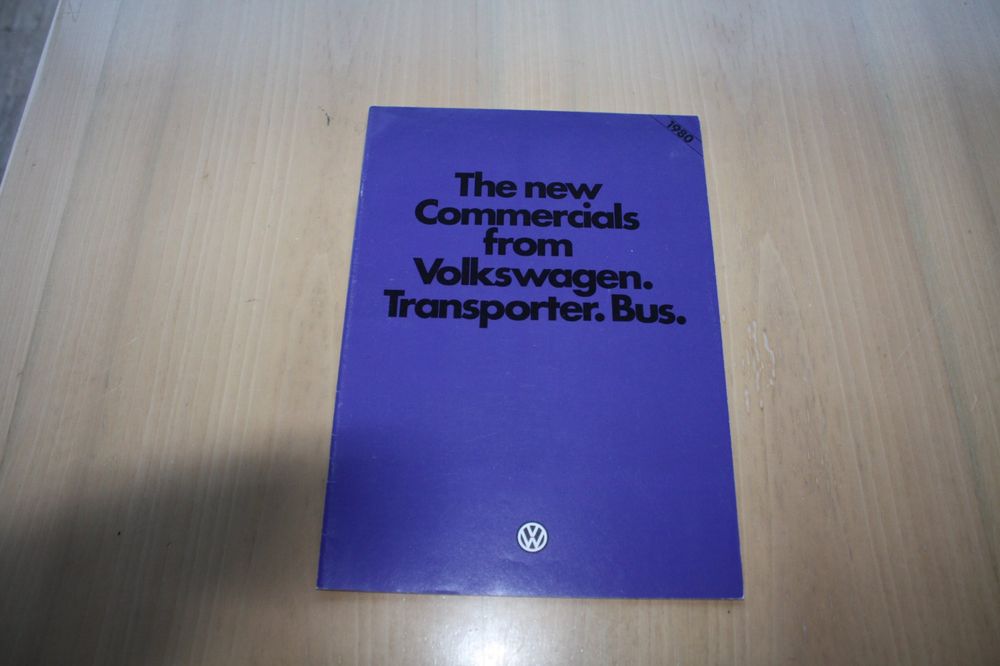 1980
The new
Commercials
from
Volkswagen.
Transporter. Bus.
VW